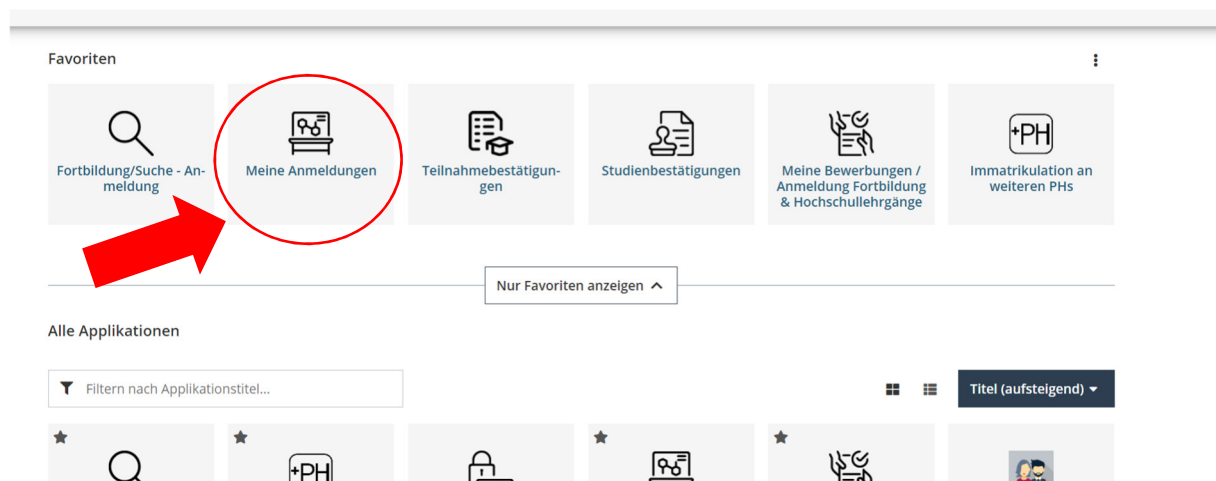 Favoriten
Fortbildung/Suche - An-
meldung
Meine Anmeldungen
Teilnahmebestätigun-
gen
Studienbestätigungen
Meine Bewerbungen /
Anmeldung Fortbildung
& Hochschullehrgänge
+PH
Immatrikulation an
weiteren PHs
Nur Favoriten anzeigen
Alle Applikationen
Filtern nach Applikationstitel...
Titel (aufsteigend)
+PH